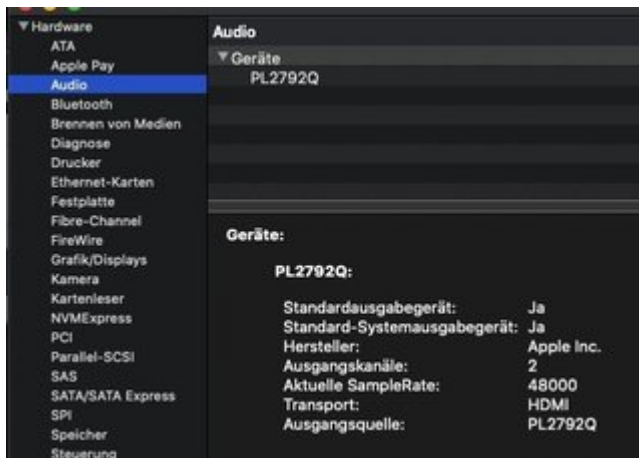 Hardware
ATA
Apple Pay
Audio
Bluetooth
Brennen von Medien
Diagnose
Drucker
Ethernet-Karten
Festplatte
Fibre-Channel
FireWire
Grafik/Displays
Kamera
Kartenleser
NVMExpress
PCI
Parallel-SCSI
SAS
SATA/SATA Express
SPI
Speicher
Steuerung
Audio
Geräte
PL2792Q
Geräte:
PL2792Q:
Standardausgabegerät: Ja
Standard-Systemausgabegerät: Ja
Hersteller: Apple Inc.
Ausgangskanäle: 2
Aktuelle SampleRate: 48000
Transport: HDMI
Ausgangsquelle: PL2792Q